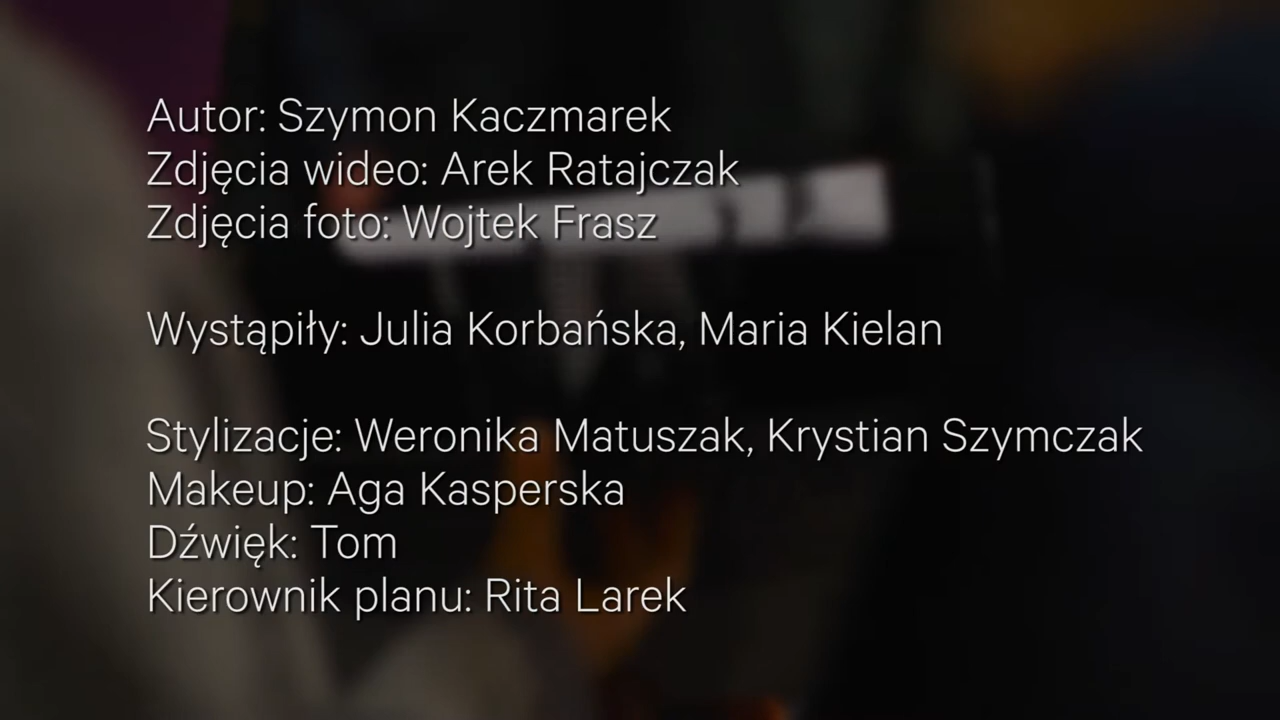 Autor: Szymon Kaczmarek
Zdjęcia wideo: Arek Ratajczak
Zdjęcia foto: Wojtek Frasz
Wystąpiły: Julia Korbańska, Maria Kielan
Stylizacje: Weronika Matuszak, Krystian Szymczak
Makeup: Aga Kasperska
Dźwięk: Tom
Kierownik planu: Rita Larek